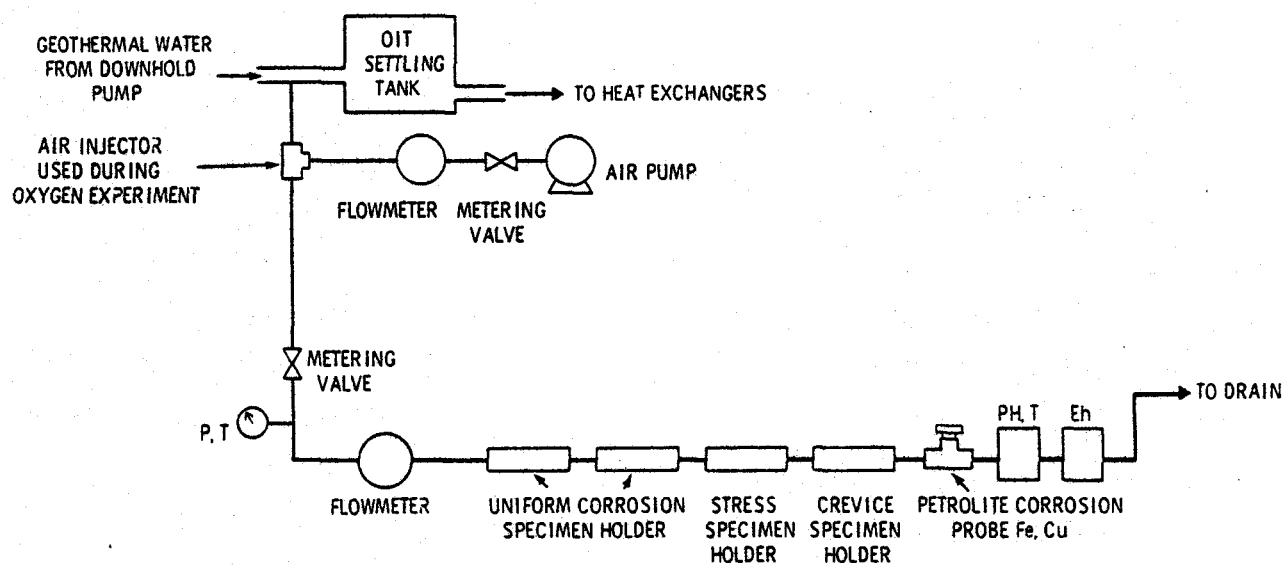 GEOTHERMAL WATER
FROM DOWNHOLD
PUMP
OIT
SETTLING
TANK
TO HEAT EXCHANGERS
AIR INJECTOR
USED DURING
OXYGEN EXPERIMENT
FLOWMETER
METERING
VALVE
AIR PUMP
METERING
VALVE
P, T
FLOWMETER
UNIFORM CORROSION
SPECIMEN HOLDER
STRESS
SPECIMEN
HOLDER
CREVICE
SPECIMEN
HOLDER
PETROLITE CORROSION
PROBE Fe, Cu
PH, T
Eh
TO DRAIN